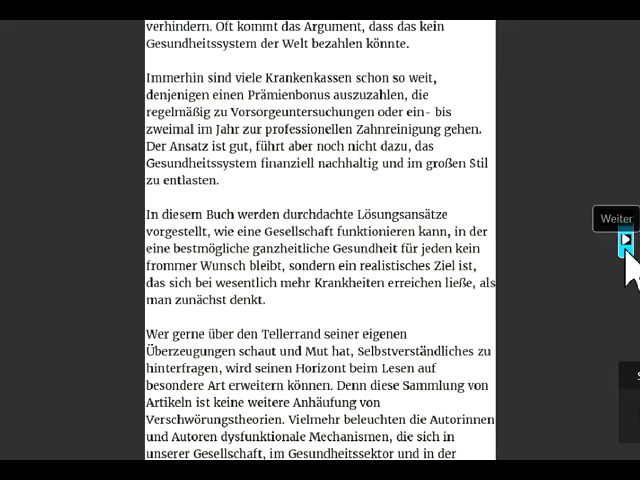 verhindern. Oft kommt das Argument, dass das kein
Gesundheitssystem der Welt bezahlen könnte.
Immerhin sind viele Krankenkassen schon so weit,
denjenigen einen Prämienbonus auszuzahlen, die
regelmäßig zu Vorsorgeuntersuchungen oder ein- bis
zweimal im Jahr zur professionellen Zahnreinigung gehen.
Der Ansatz ist gut, führt aber noch nicht dazu, das
Gesundheitssystem finanziell nachhaltig und im großen Stil
zu entlasten.
In diesem Buch werden durchdachte Lösungsansätze
vorgestellt, wie eine Gesellschaft funktionieren kann, in der
eine bestmögliche ganzheitliche Gesundheit für jeden kein
frommer Wunsch bleibt, sondern ein realistisches Ziel ist,
das sich bei wesentlich mehr Krankheiten erreichen ließe, als
man zunächst denkt.
Wer gerne über den Tellerrand seiner eigenen
Überzeugungen schaut und Mut hat, Selbstverständliches zu
hinterfragen, wird seinen Horizont beim Lesen auf
besondere Art erweitern können. Denn diese Sammlung von
Artikeln ist keine weitere Anhäufung von
Verschwörungstheorien. Vielmehr beleuchten die Autorinnen
und Autoren dysfunktionale Mechanismen, die sich in
unserer Gesellschaft, im Gesundheitssektor und in der
Weiter